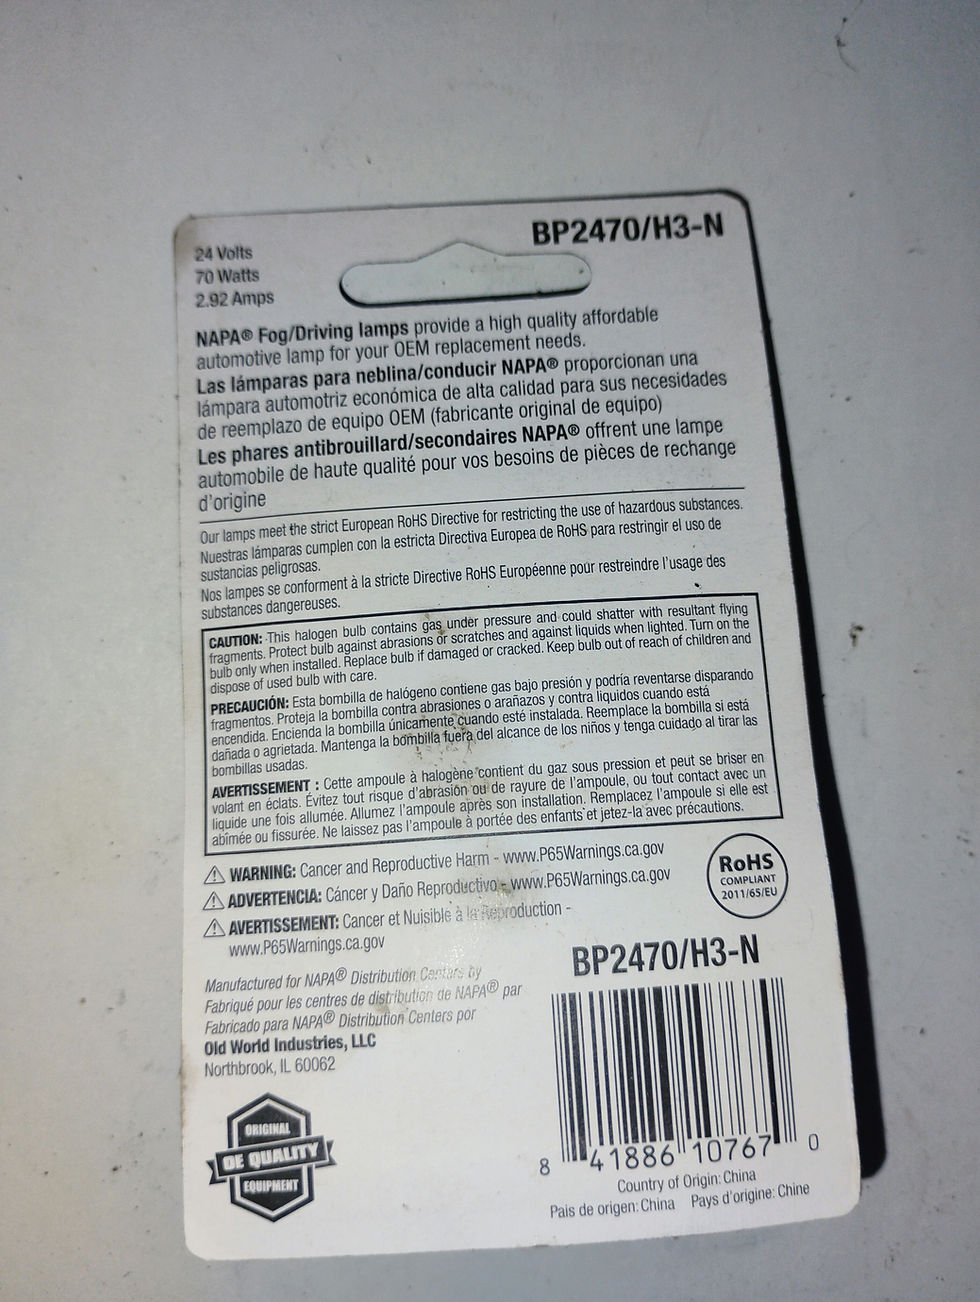 BP2470/H3-N
24 Volts
70 Watts
2.92 Amps
NAPA® Fog/Driving lamps provide a high quality affordable
automotive lamp for your OEM replacement needs.
Las lámparas para neblina/conducir NAPA® proporcionan una
lámpara automotriz económica de alta calidad para sus necesidades
de reemplazo de equipo OEM (fabricante original de equipo)
Les phares antibrouillard/secondaires NAPA® offrent une lampe
automobile de haute qualité pour vos besoins de pièces de rechange
d'origine
Our lamps meet the strict European RoHS Directive for restricting the use of hazardous substances.
Nuestras lámparas cumplen con la estricta Directiva Europea de RoHS para restringir el uso de
sustancias peligrosas.
Nos lampes se conforment à la stricte Directive RoHS Européenne pour restreindre l'usage des
substances dangereuses.
CAUTION: This halogen bulb contains gas under pressure and could shatter with resultant flying
fragments. Protect bulb against abrasions or scratches and against liquids when lighted. Turn on the
bulb only when installed. Replace bulb if damaged or cracked. Keep bulb out of reach of children and
dispose of used bulb with care.
PRECAUCIÓN: Esta bombilla de halógeno contiene gas bajo presión y podría reventarse disparando
fragmentos. Proteja la bombilla contra abrasiones o arañazos y contra liquidos cuando está
encendida. Encienda la bombilla únicamente cuando esté instalada. Reemplace la bombilla si está
dañada o agrietada. Mantenga la bombilla fuera del alcance de los niños y tenga cuidado al tirar las
bombillas usadas.
AVERTISSEMENT : Cette ampoule à halogène contient du gaz sous pression et peut se briser en
volant en éclats. Évitez tout risque d'abrasion ou de rayure de l'ampoule, ou tout contact avec un
liquide une fois allumée. Allumez l'ampoule après son installation. Remplacez l'ampoule si elle est
abîmée ou fissurée. Ne laissez pas l'ampoule à portée des enfants et jetez-la avec précautions.
WARNING: Cancer and Reproductive Harm - www.P65Warnings.ca.gov
ADVERTENCIA: Cáncer y Daño Reproductivo - www.P65Warnings.ca.gov
AVERTISSEMENT: Cancer et Nuisible à la Reproduction -
www.P65Warnings.ca.gov
RoHS
COMPLIANT
2011/65/EU
Manufactured for NAPA® Distribution Centers by
Fabriqué pour les centres de distribution de NAPA® par
Fabricado para NAPA® Distribution Centers por
Old World Industries, LLC
Northbrook, IL 60062
ORIGINAL
OE QUALITY
EQUIPMENT
BP2470/H3-N
8 41886 10767 0
Country of Origin: China
Pais de origen: China Pays d'origine: Chine